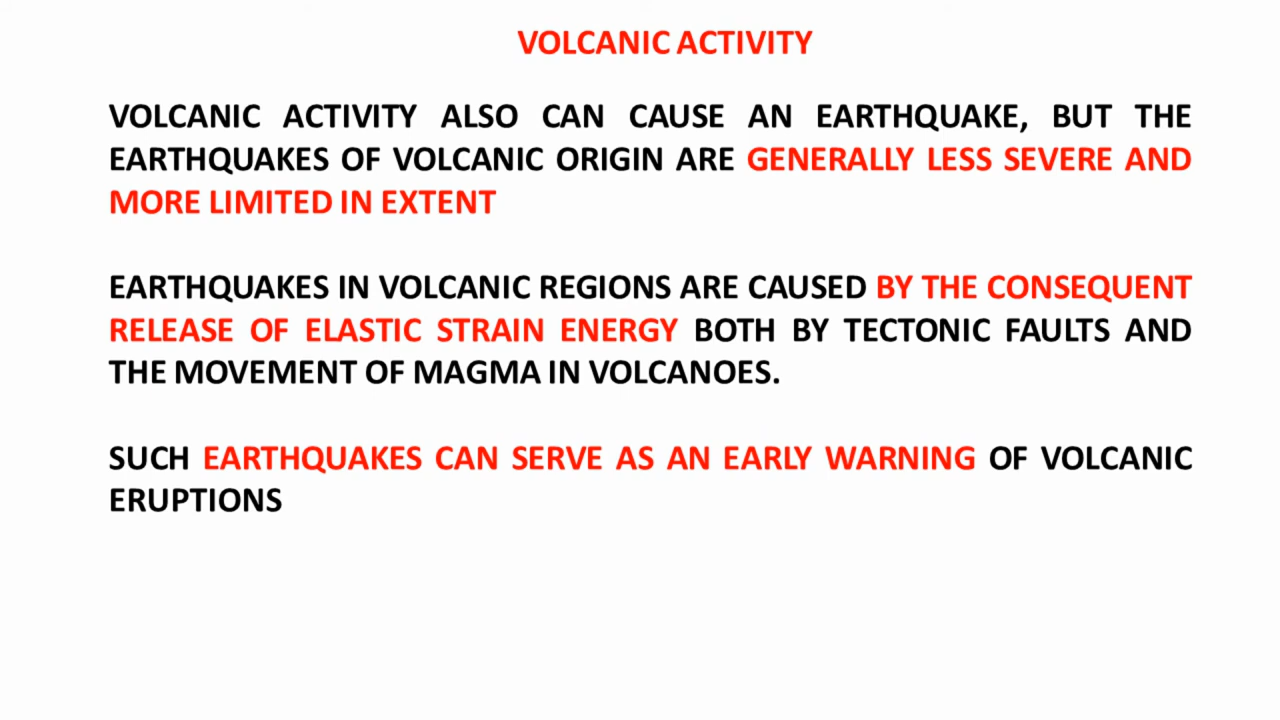 VOLCANIC ACTIVITY
VOLCANIC ACTIVITY ALSO CAN CAUSE AN EARTHQUAKE, BUT THE
EARTHQUAKES OF VOLCANIC ORIGIN ARE GENERALLY LESS SEVERE AND
MORE LIMITED IN EXTENT
EARTHQUAKES IN VOLCANIC REGIONS ARE CAUSED BY THE CONSEQUENT
RELEASE OF ELASTIC STRAIN ENERGY BOTH BY TECTONIC FAULTS AND
THE MOVEMENT OF MAGMA IN VOLCANOES.
SUCH EARTHQUAKES CAN SERVE AS AN EARLY WARNING OF VOLCANIC
ERUPTIONS